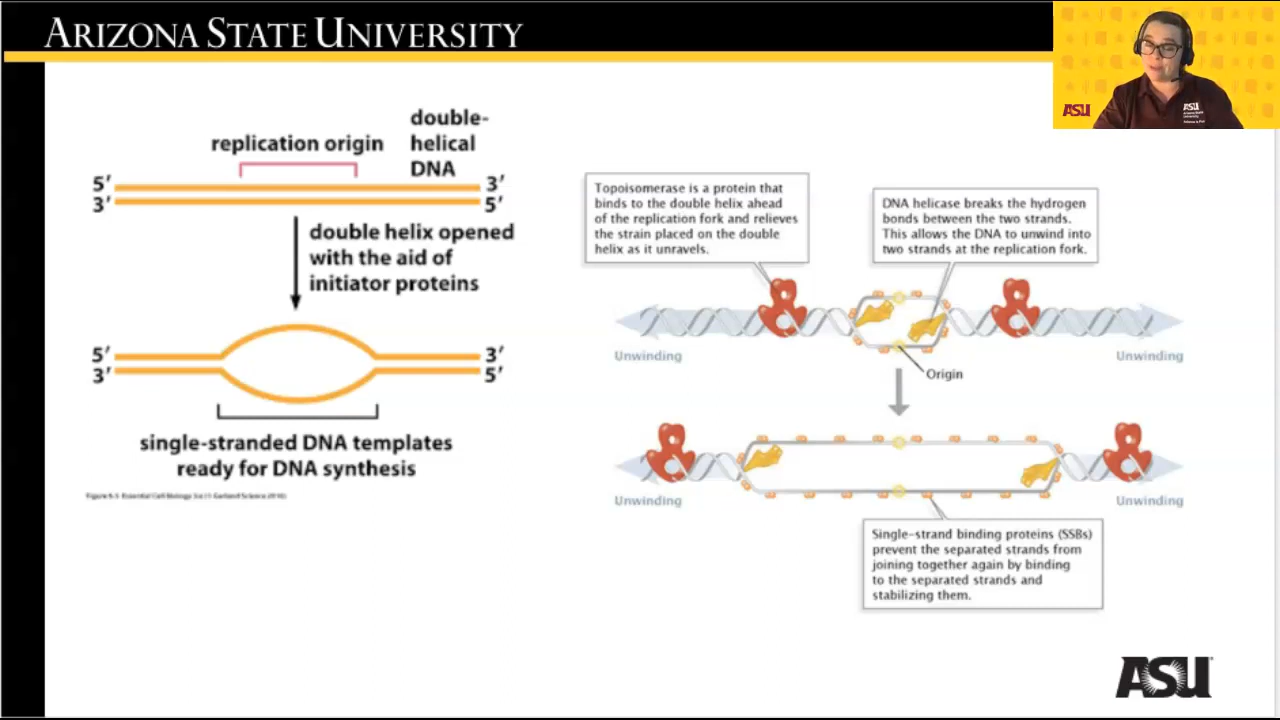 ARIZONA STATE UNIVERSITY
ASU
ASU
Arizona State
University
replication origin
double-
helical
DNA
5′
3′
3′
5′
double helix opened
with the aid of
initiator proteins
5′
3′
3′
5′
single-stranded DNA templates
ready for DNA synthesis
Topoisomerase is a protein that
binds to the double helix ahead
of the replication fork and relieves
the strain placed on the double
helix as it unravels.
DNA helicase breaks the hydrogen
bonds between the two strands.
This allows the DNA to unwind into
two strands at the replication fork.
Unwinding
Unwinding
Origin
Unwinding
Unwinding
Single-strand binding proteins (SSBs)
prevent the separated strands from
joining together again by binding
to the separated strands and
stabilizing them.
ASU